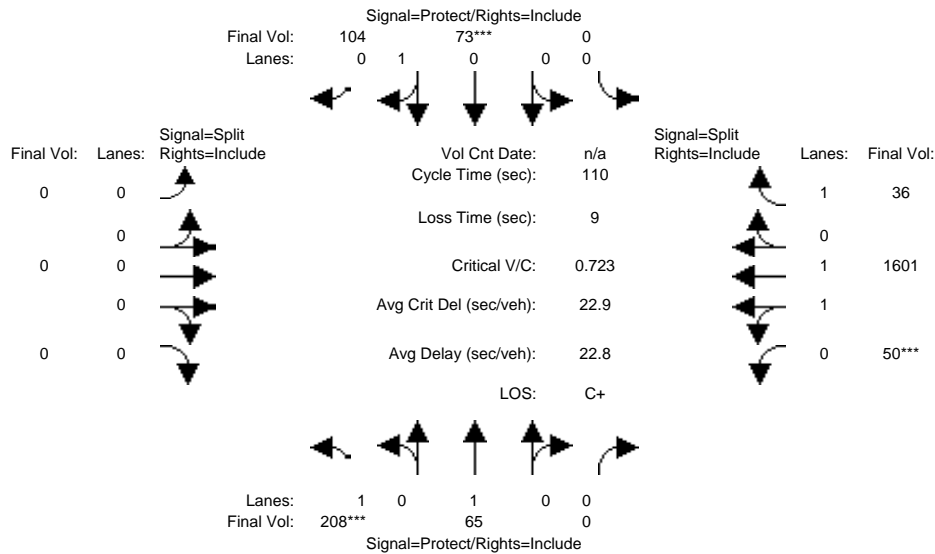 Signal=Protect/Rights=Include
Final Vol: 104 73*** 0
Lanes: 0 1 0 0 0
Signal=Split Signal=Split
Final Vol: Lanes: Rights=Include Vol Cnt Date: n/a Rights=Include Lanes: Final Vol:
Cycle Time (sec): 110
0 0 1 36
Loss Time (sec): 9
0 0
0 0 Critical V/C: 0.723 1 1601
0 Avg Crit Del (sec/veh): 22.9 1
0 0 Avg Delay (sec/veh): 22.8 0 50***
LOS: C+
Lanes: 1 0 1 0 0
Final Vol: 208*** 65 0
Signal=Protect/Rights=Include